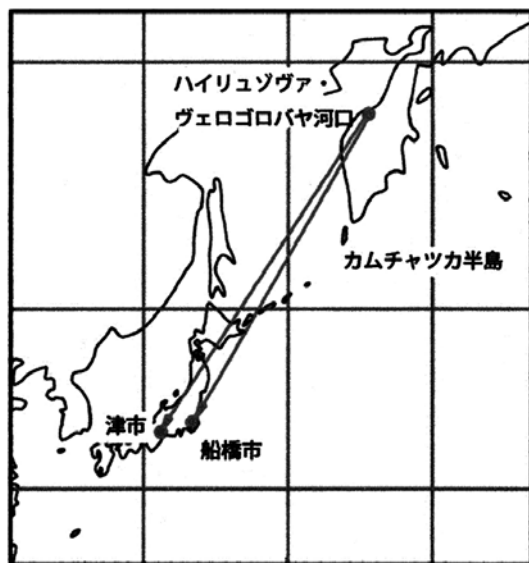 ハイリュゾヴァ・
ヴェロゴロバヤ河口
カムチャツカ半島
津市
船橋市